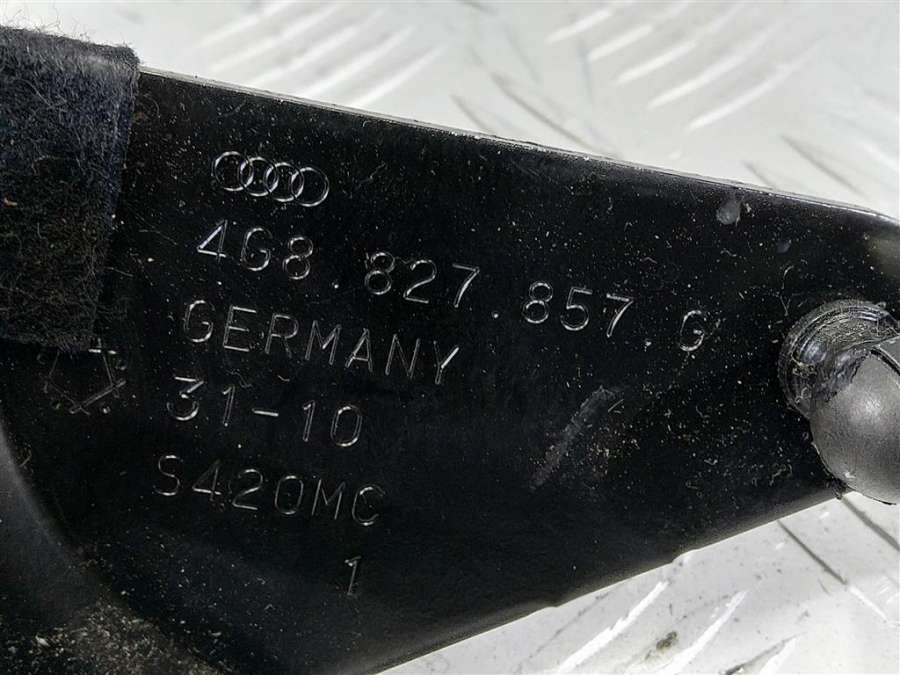 4G8.827.857.G
GERMANY
31-10
S420MC
1